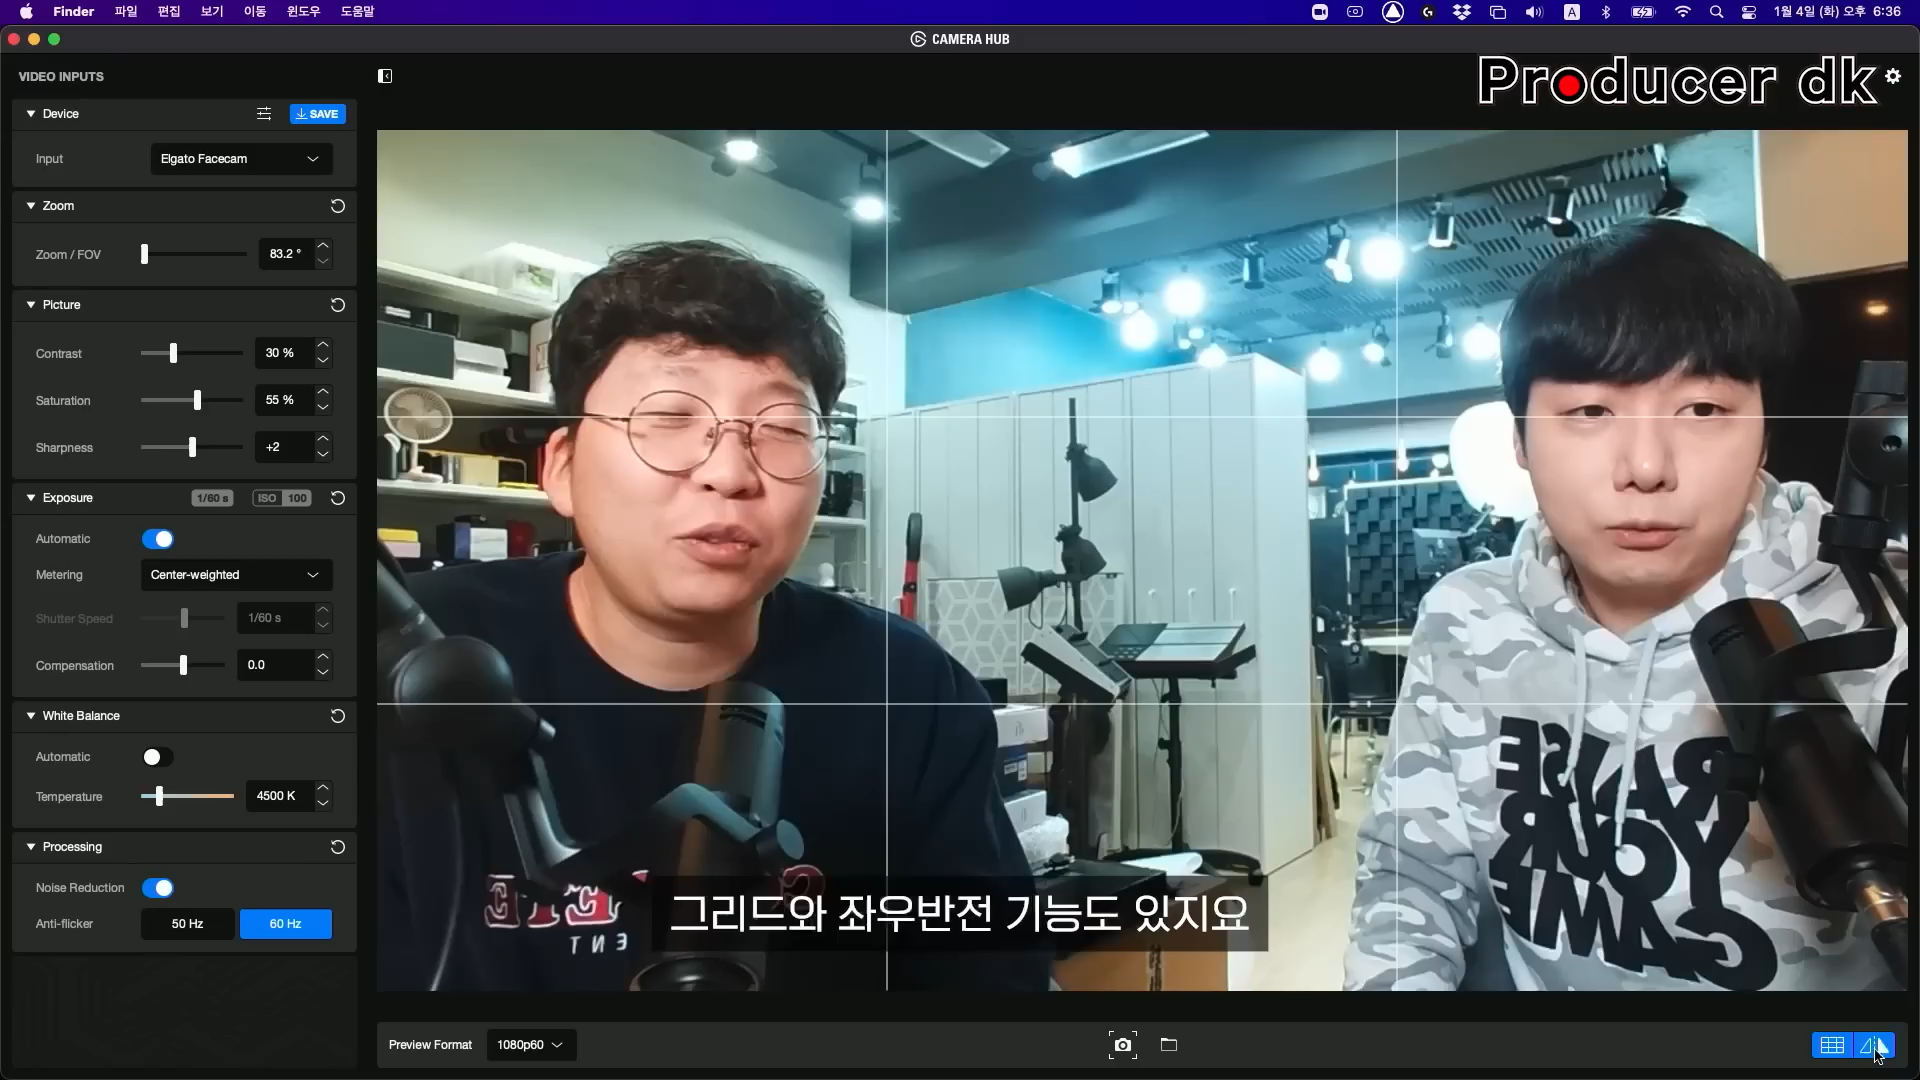 Finder 파일 편집 보기 이동 윈도우 도움말 A 1월 4일 (화) 오후 6:36
CAMERA HUB
Producer dk
VIDEO INPUTS
Device SAVE
Input Elgato Facecam
Zoom
Zoom / FOV 83.2 °
Picture
Contrast 30 %
Saturation 55 %
Sharpness +2
Exposure 1/60 s ISO 100
Automatic
Metering Center-weighted
Shutter Speed 1/60 s
Compensation 0.0
White Balance
Automatic
Temperature 4500 K
Processing
Noise Reduction
Anti-flicker 50 Hz 60 Hz
RAISE
YOUR
GAME
ENT
그리드와 좌우반전 기능도 있지요
Preview Format 1080p60